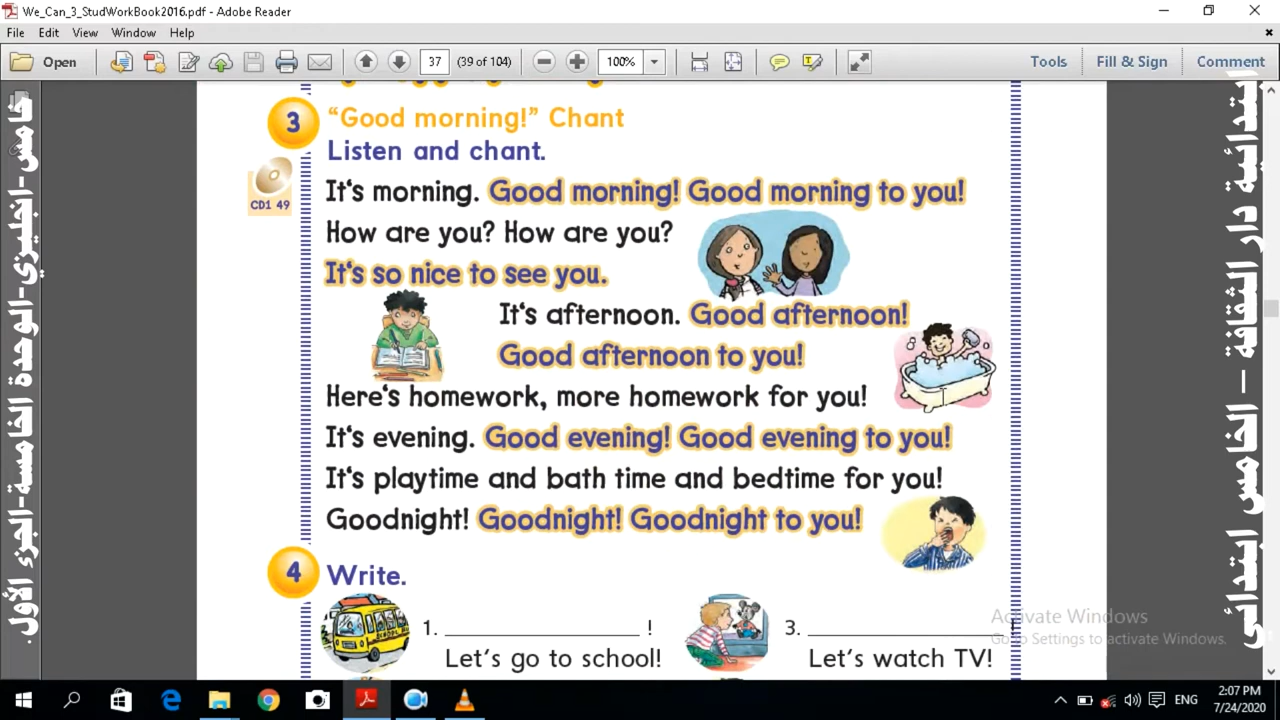 We_Can_3_StudWorkBook2016.pdf - Adobe Reader
File Edit View Window Help
Open 37 (39 of 104) 100% Tools Fill & Sign Comment
3 “Good morning!” Chant
Listen and chant.
CD1 49
It's morning. Good morning! Good morning to you!
How are you? How are you?
It's so nice to see you.
It's afternoon. Good afternoon!
Good afternoon to you!
Here's homework, more homework for you!
It's evening. Good evening! Good evening to you!
It's playtime and bath time and bedtime for you!
Goodnight! Goodnight! Goodnight to you!
4 Write.
1. ____________________ !
Let's go to school!
3. ____________________ !
Let's watch TV!
خامس-انجليزي-الوحدة الخامسة-الجزء الأول
ابتدائية دار الثقافة – الخامس ابتدائي
Activate Windows
Go to Settings to activate Windows.
ENG
2:07 PM
7/24/2020